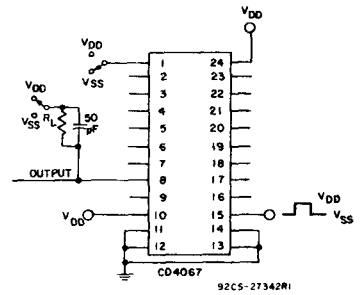 VDD
VDD
VSS
VDD
VSS
RL
50
pF
OUTPUT
VDD
1
2
3
4
5
6
7
8
9
10
11
12
24
23
22
21
20
19
18
17
16
15
14
13
VDD
VSS
CD4067
92CS-27342R1